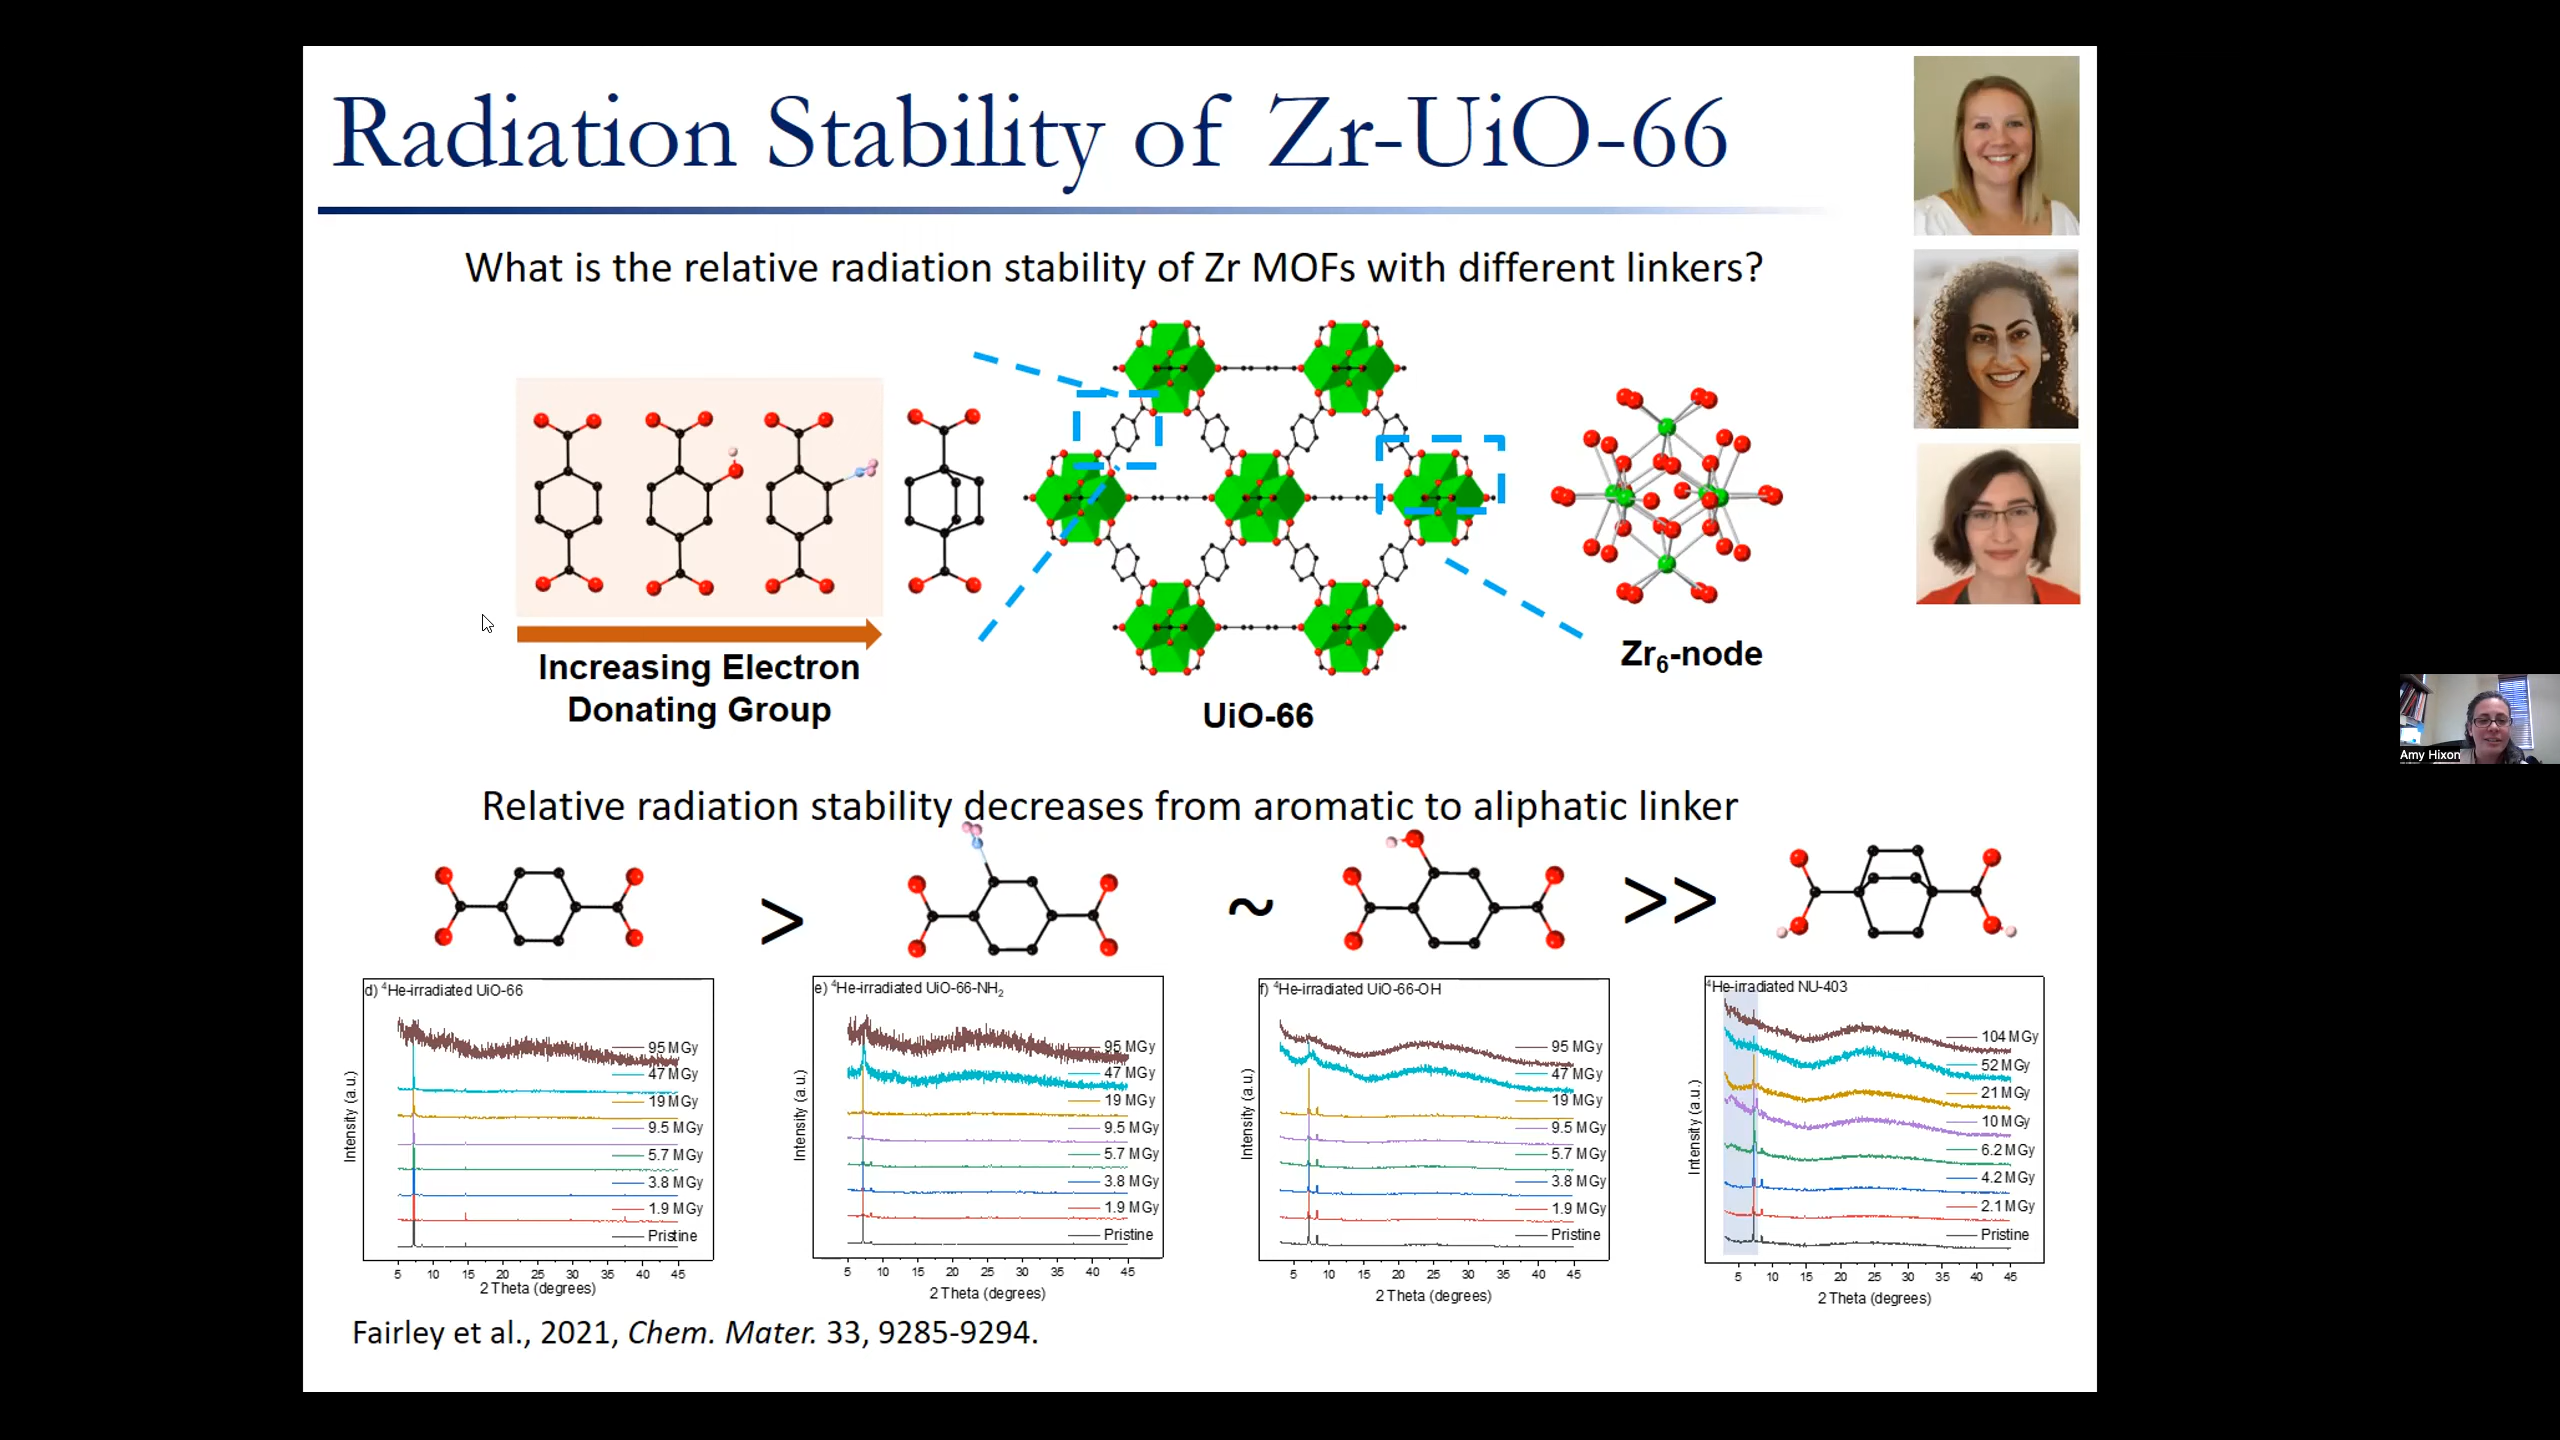 Radiation Stability of Zr-UiO-66
What is the relative radiation stability of Zr MOFs with different linkers?
Increasing Electron
Donating Group
UiO-66
Zr6-node
Amy Hixon
Relative radiation stability decreases from aromatic to aliphatic linker
> ~ >>
d) 4He-irradiated UiO-66
95 MGy
47 MGy
19 MGy
9.5 MGy
5.7 MGy
3.8 MGy
1.9 MGy
Pristine
Intensity (a.u.)
5 10 15 20 25 30 35 40 45
2 Theta (degrees)
e) 4He-irradiated UiO-66-NH2
95 MGy
47 MGy
19 MGy
9.5 MGy
5.7 MGy
3.8 MGy
1.9 MGy
Pristine
Intensity (a.u.)
5 10 15 20 25 30 35 40 45
2 Theta (degrees)
f) 4He-irradiated UiO-66-OH
95 MGy
47 MGy
19 MGy
9.5 MGy
5.7 MGy
3.8 MGy
1.9 MGy
Pristine
Intensity (a.u.)
5 10 15 20 25 30 35 40 45
2 Theta (degrees)
4He-irradiated NU-403
104 MGy
52 MGy
21 MGy
10 MGy
6.2 MGy
4.2 MGy
2.1 MGy
Pristine
Intensity (a.u.)
5 10 15 20 25 30 35 40 45
2 Theta (degrees)
Fairley et al., 2021, Chem. Mater. 33, 9285-9294.